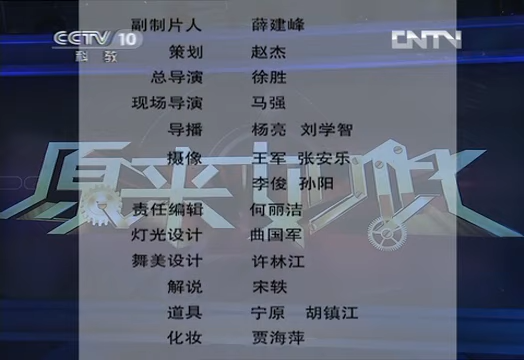 CCTV 10
科教
CNTV
副制片人 薛建峰
策划 赵杰
总导演 徐胜
现场导演 马强
导播 杨亮 刘学智
摄像 王军 张安乐
李俊 孙阳
原来如此
责任编辑 何丽洁
灯光设计 曲国军
舞美设计 许林江
解说 宋轶
道具 宁原 胡镇江
化妆 贾海萍